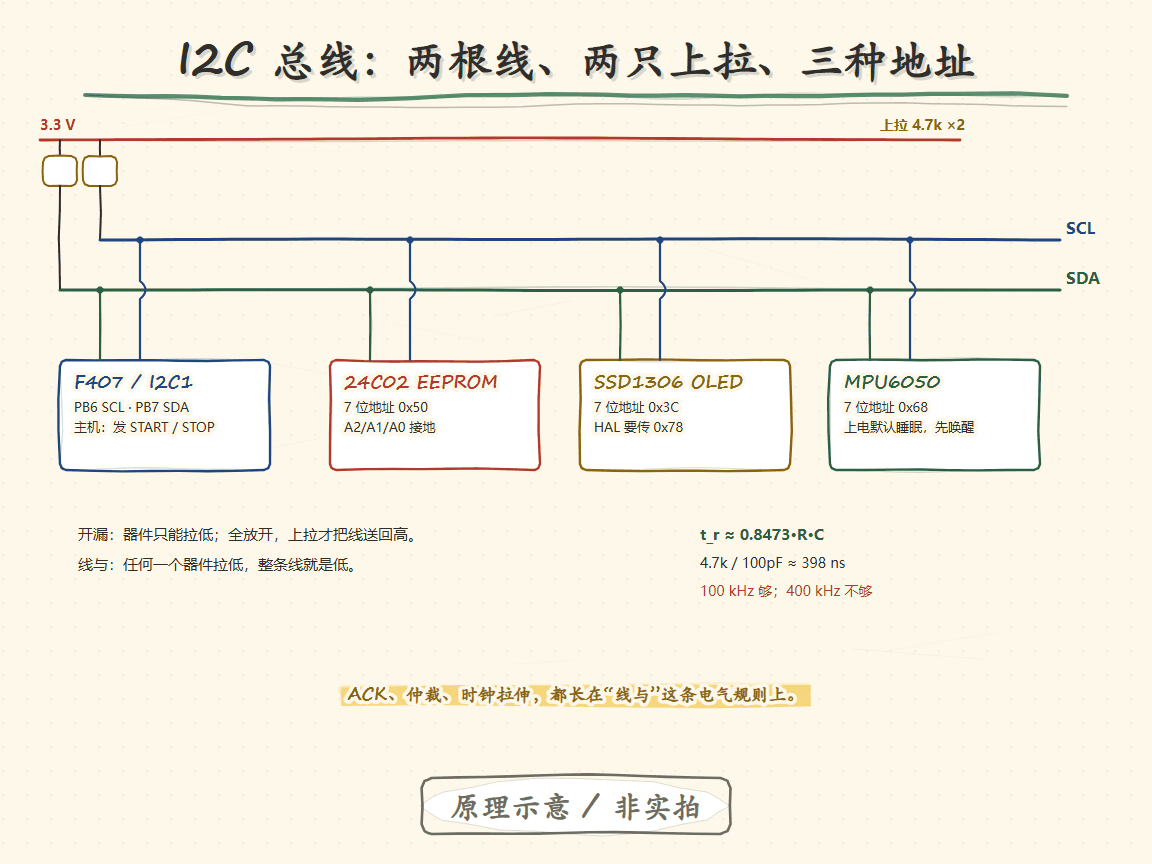 I2C 总线：两根线、两只上拉、三种地址
3.3 V
上拉 4.7k ×2
SCL
SDA
F407 / I2C1
PB6 SCL · PB7 SDA
主机：发 START / STOP
24C02 EEPROM
7 位地址 0x50
A2/A1/A0 接地
SSD1306 OLED
7 位地址 0x3C
HAL 要传 0x78
MPU6050
7 位地址 0x68
上电默认睡眠，先唤醒
开漏：器件只能拉低；全放开，上拉才把线送回高。
线与：任何一个器件拉低，整条线就是低。
t_r ≈ 0.8473·R·C
4.7k / 100pF ≈ 398 ns
100 kHz 够；400 kHz 不够
ACK、仲裁、时钟拉伸，都长在“线与”这条电气规则上。
原理示意 / 非实拍